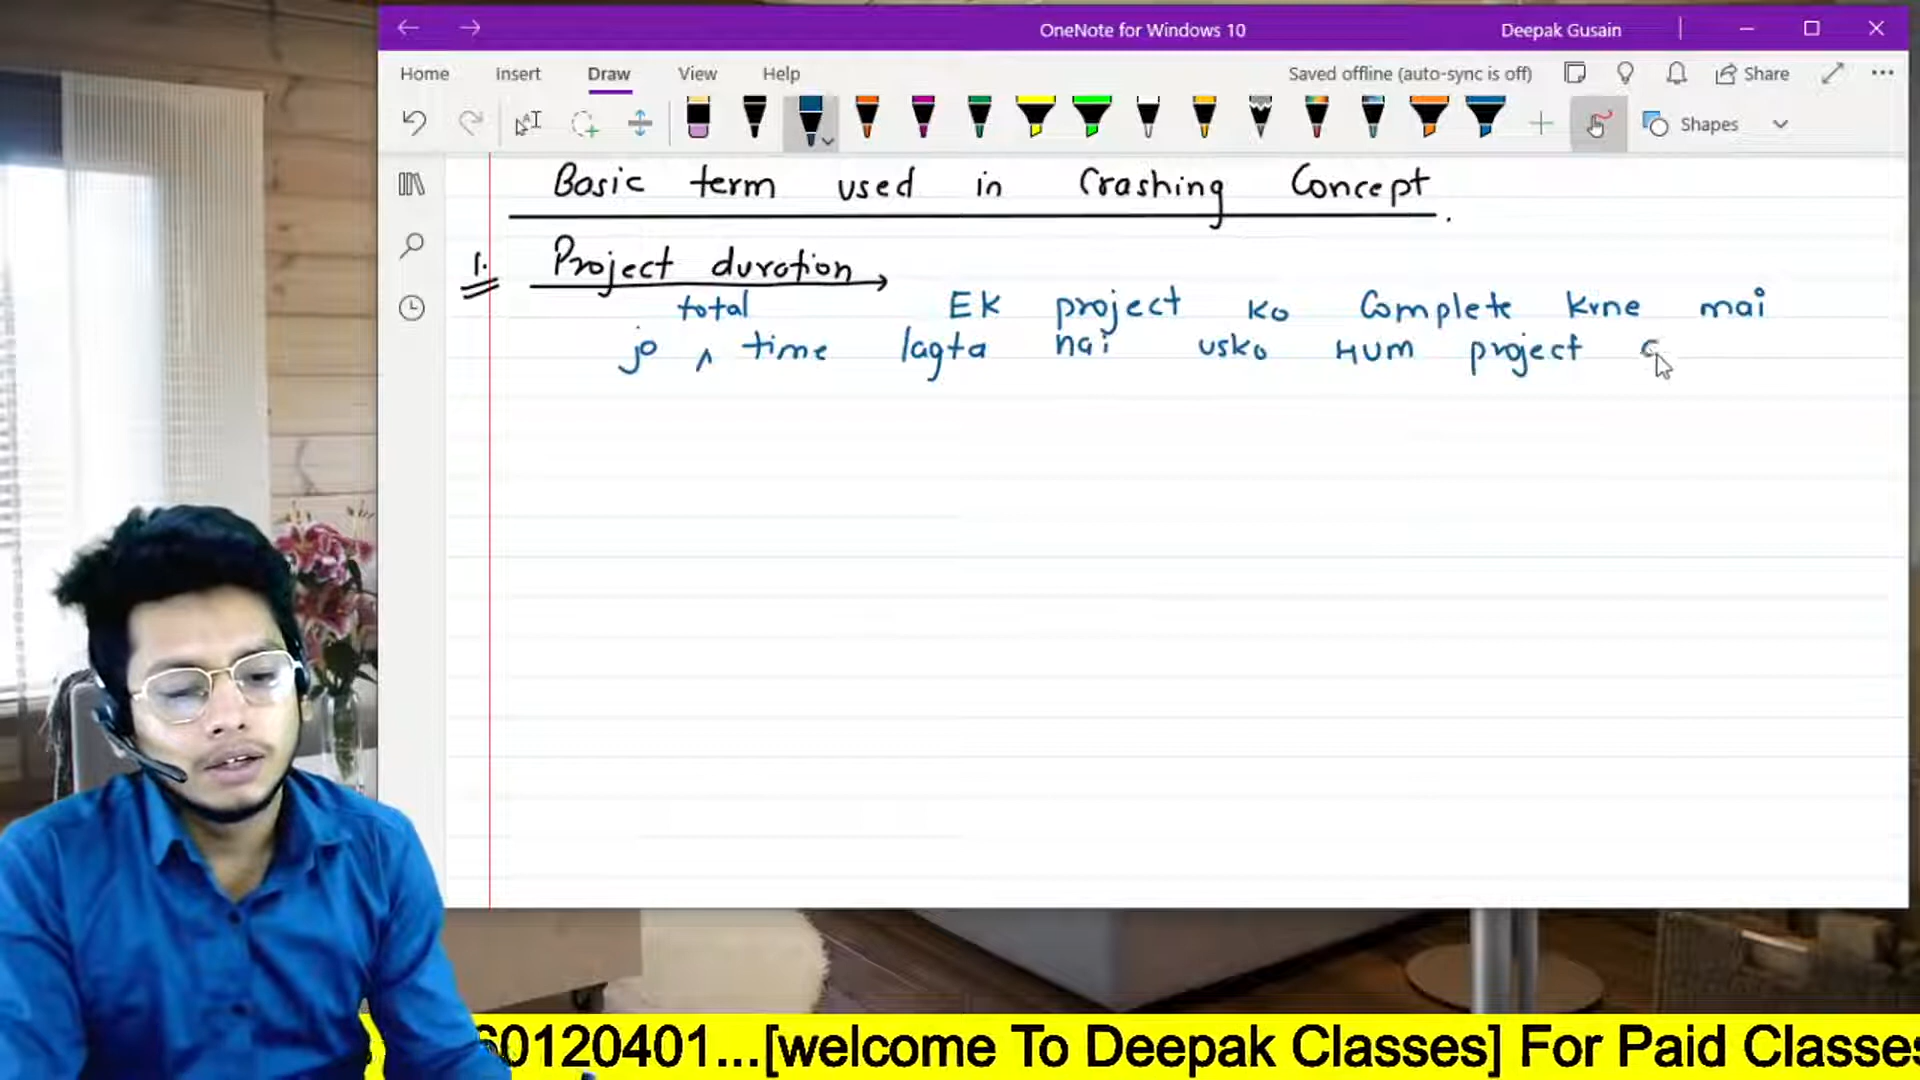 OneNote for Windows 10
Deepak Gusain
Home Insert Draw View Help
Saved offline (auto-sync is off) Share
Shapes
Basic term used in Crashing Concept.
1. Project duration
Ek project ko Complete krne mai
total
jo ^ time lagta hai usko Hum project
60120401...[welcome To Deepak Classes] For Paid Classes